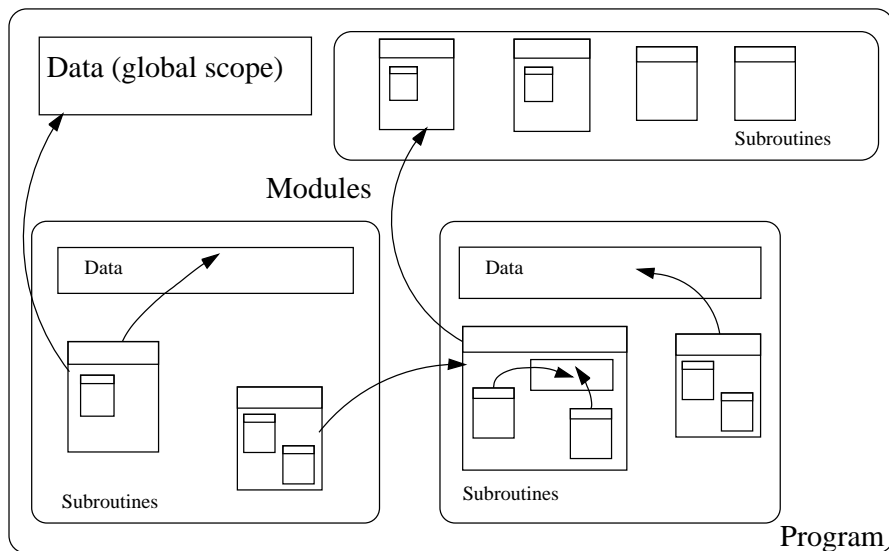 Data (global scope)
Subroutines
Modules
Data
Data
Subroutines
Subroutines
Program